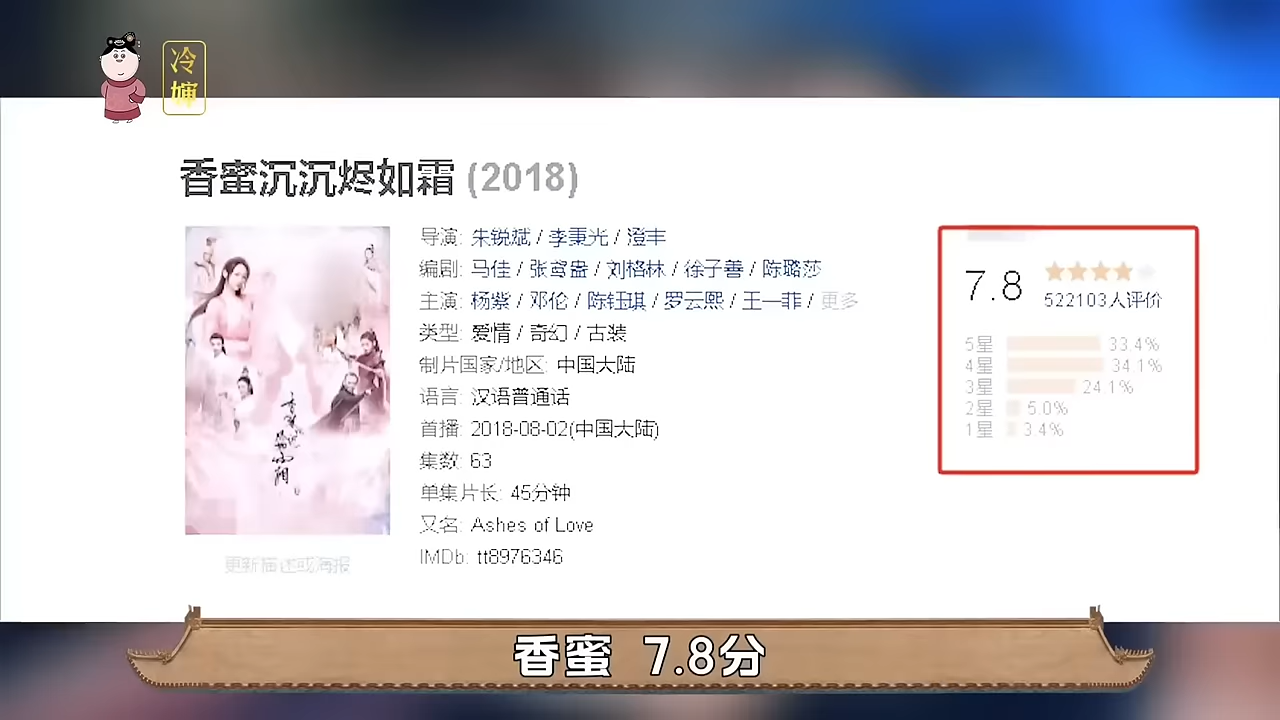 冷
婶
香蜜沉沉烬如霜 (2018)
导演: 朱锐斌 / 李秉光 / 澄丰
编剧: 马佳 / 张鸢盎 / 刘格林 / 徐子善 / 陈璐莎
主演: 杨紫 / 邓伦 / 陈钰琪 / 罗云熙 / 王一菲 / 更多
类型: 爱情 / 奇幻 / 古装
制片国家/地区: 中国大陆
语言: 汉语普通话
首播: 2018-08-02(中国大陆)
集数: 63
单集片长: 45分钟
又名: Ashes of Love
IMDb: tt8976346
更新描述或海报
7.8
522103人评价
5星 33.4%
4星 34.1%
3星 24.1%
2星 5.0%
1星 3.4%
香蜜 7.8分